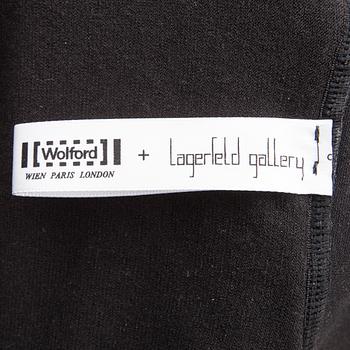 Wolford + lagerfeld gallery
WIEN PARIS LONDON